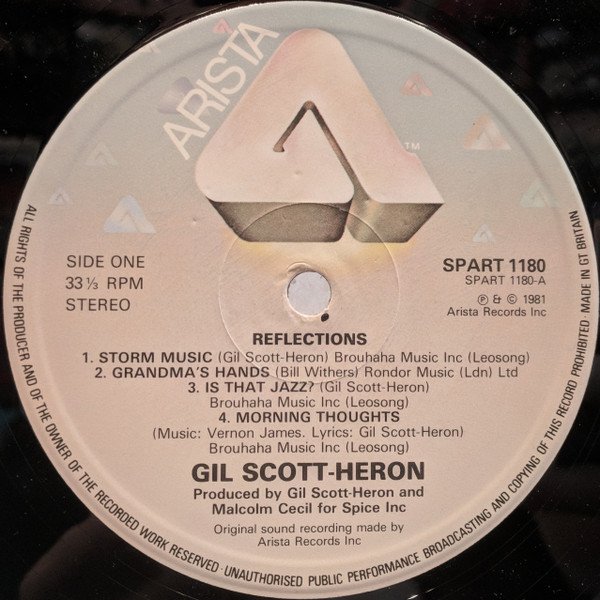 ARISTA
TM
SIDE ONE
33 ⅓ RPM
STEREO
SPART 1180
SPART 1180-A
℗ & © 1981
Arista Records Inc
REFLECTIONS
1. STORM MUSIC (Gil Scott-Heron) Brouhaha Music Inc (Leosong)
2. GRANDMA'S HANDS (Bill Withers) Rondor Music (Ldn) Ltd
3. IS THAT JAZZ? (Gil Scott-Heron)
Brouhaha Music Inc (Leosong)
4. MORNING THOUGHTS
(Music: Vernon James. Lyrics: Gil Scott-Heron)
Brouhaha Music Inc (Leosong)
GIL SCOTT-HERON
Produced by Gil Scott-Heron and
Malcolm Cecil for Spice Inc
Original sound recording made by
Arista Records Inc
ALL RIGHTS OF THE PRODUCER AND OF THE OWNER OF THE RECORDED WORK RESERVED · UNAUTHORISED PUBLIC PERFORMANCE BROADCASTING AND COPYING OF THIS RECORD PROHIBITED · MADE IN GT BRITAIN